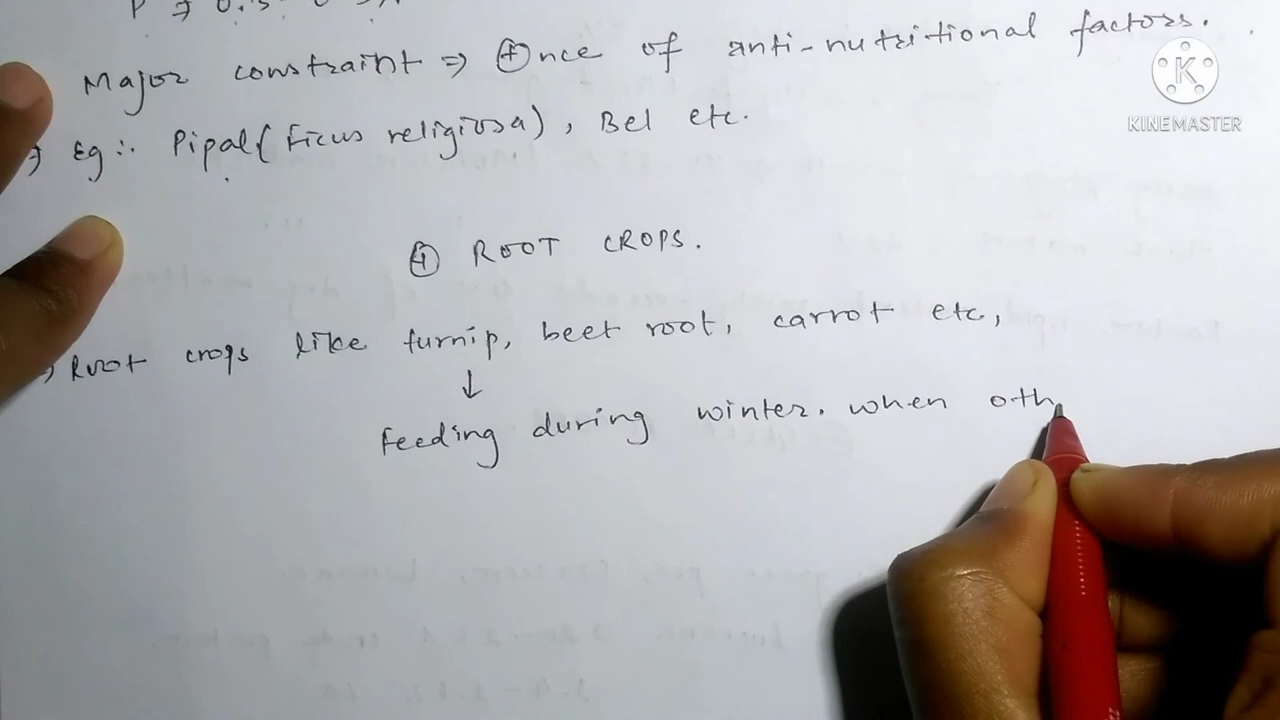 Major constraint ⇒ ⊕nce of anti-nutritional factors.
⇒ Eg :- Pipal (Ficus religiosa), Bel etc.
④ ROOT CROPS.
⇒ Root crops like turnip, beet root, carrot etc,
↓
Feeding during winter. when oth
K
KINEMASTER